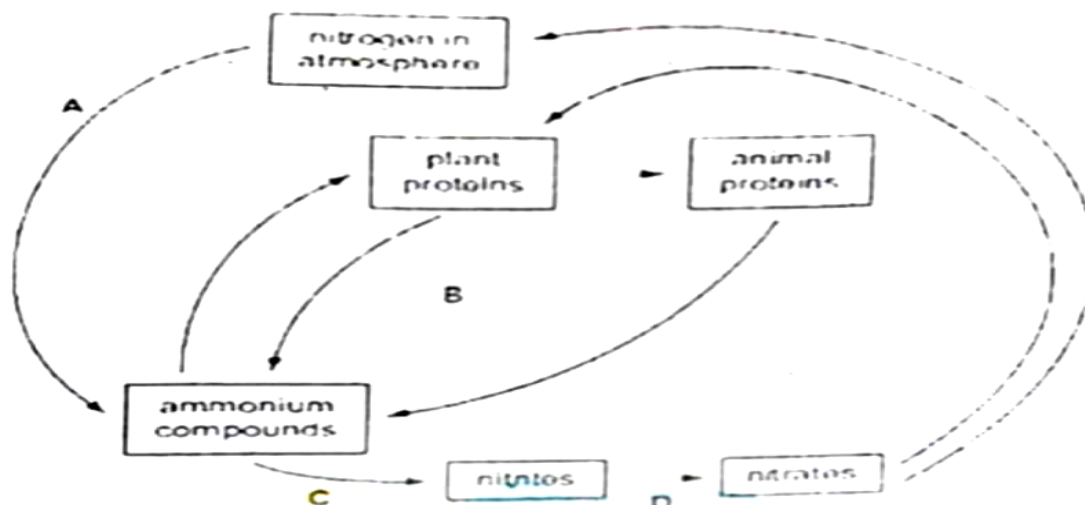 nitrogen in
atmosphere
A
plant
proteins
animal
proteins
B
ammonium
compounds
nitrites
nitrates
C
D